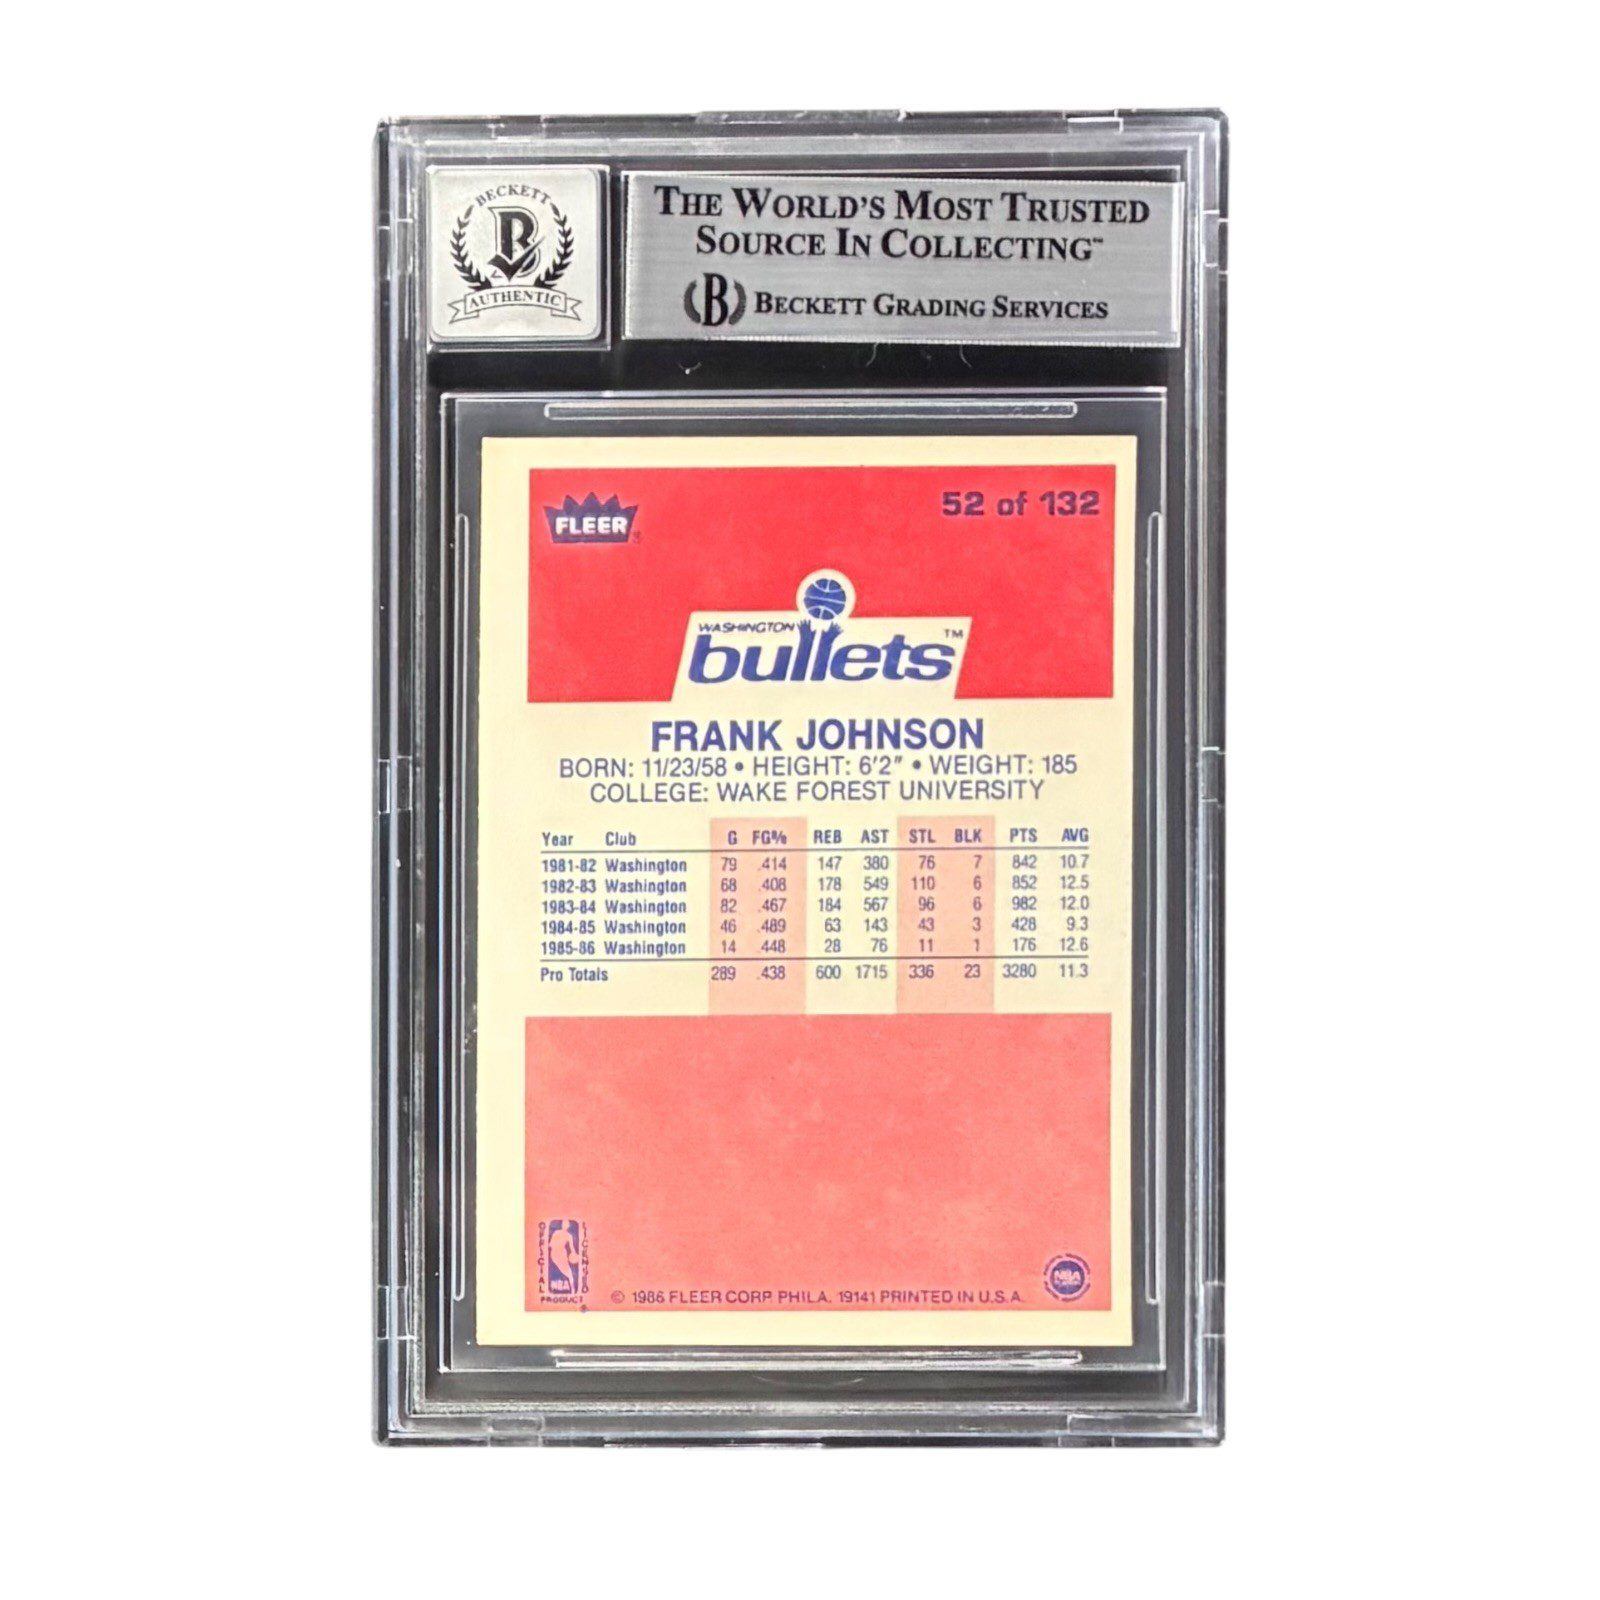 BECKETT
B
AUTHENTIC
THE WORLD'S MOST TRUSTED
SOURCE IN COLLECTING™
B BECKETT GRADING SERVICES
FLEER®
52 of 132
WASHINGTON
bullets™
FRANK JOHNSON
BORN: 11/23/58 • HEIGHT: 6'2" • WEIGHT: 185
COLLEGE: WAKE FOREST UNIVERSITY
Year Club G FG% REB AST STL BLK PTS AVG
1981-82 Washington 79 .414 147 380 76 7 842 10.7
1982-83 Washington 68 .408 178 549 110 6 852 12.5
1983-84 Washington 82 .467 184 567 96 6 982 12.0
1984-85 Washington 46 .489 63 143 43 3 428 9.3
1985-86 Washington 14 .448 28 76 11 1 176 12.6
Pro Totals 289 .438 600 1715 336 23 3280 11.3
OFFICIAL
LICENSED
NBA
PRODUCT ®
© 1986 FLEER CORP. PHILA. 19141 PRINTED IN U.S.A.
NBA